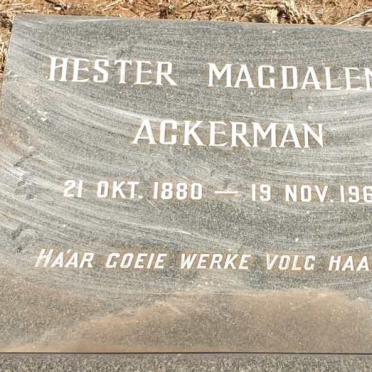 HESTER MAGDALEN
ACKERMAN
21 OKT. 1880 — 19 NOV. 196
HAAR GOEIE WERKE VOLG HAA